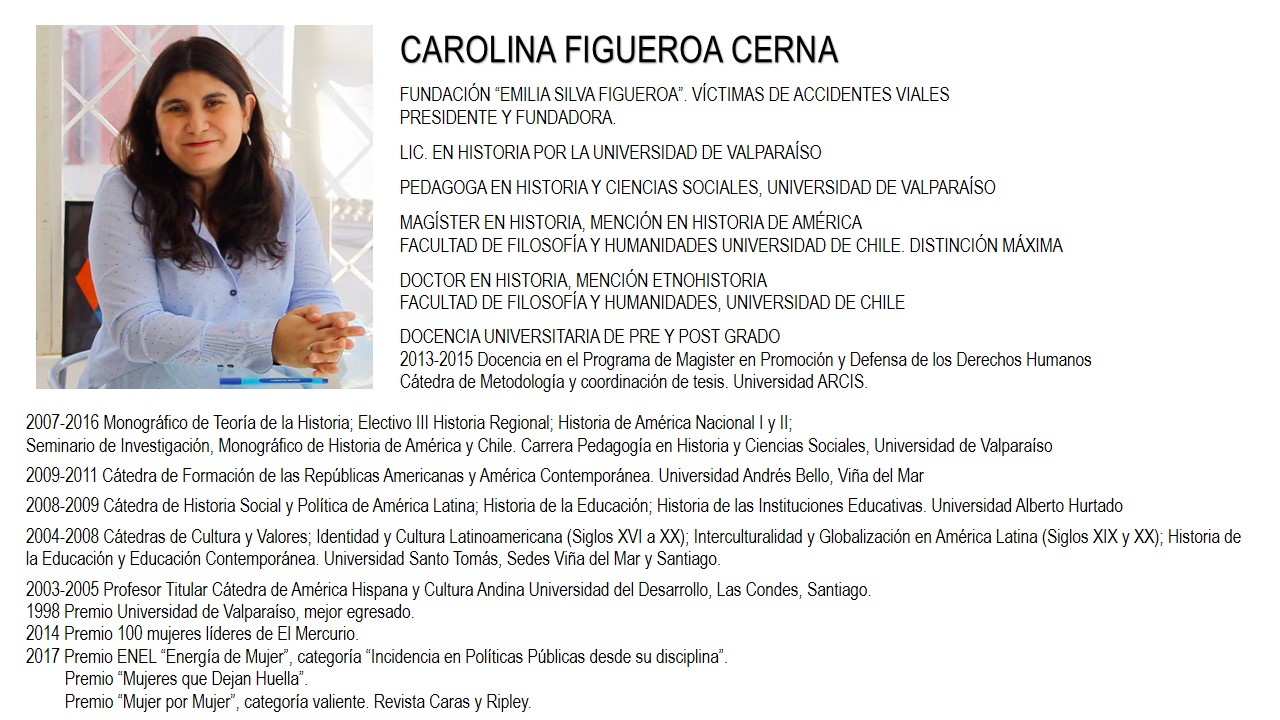 CAROLINA FIGUEROA CERNA
FUNDACIÓN “EMILIA SILVA FIGUEROA”. VÍCTIMAS DE ACCIDENTES VIALES
PRESIDENTE Y FUNDADORA.
LIC. EN HISTORIA POR LA UNIVERSIDAD DE VALPARAÍSO
PEDAGOGA EN HISTORIA Y CIENCIAS SOCIALES, UNIVERSIDAD DE VALPARAÍSO
MAGÍSTER EN HISTORIA, MENCIÓN EN HISTORIA DE AMÉRICA
FACULTAD DE FILOSOFÍA Y HUMANIDADES UNIVERSIDAD DE CHILE. DISTINCIÓN MÁXIMA
DOCTOR EN HISTORIA, MENCIÓN ETNOHISTORIA
FACULTAD DE FILOSOFÍA Y HUMANIDADES, UNIVERSIDAD DE CHILE
DOCENCIA UNIVERSITARIA DE PRE Y POST GRADO
2013-2015 Docencia en el Programa de Magister en Promoción y Defensa de los Derechos Humanos
Cátedra de Metodología y coordinación de tesis. Universidad ARCIS.
2007-2016 Monográfico de Teoría de la Historia; Electivo III Historia Regional; Historia de América Nacional I y II;
Seminario de Investigación, Monográfico de Historia de América y Chile. Carrera Pedagogía en Historia y Ciencias Sociales, Universidad de Valparaíso
2009-2011 Cátedra de Formación de las Repúblicas Americanas y América Contemporánea. Universidad Andrés Bello, Viña del Mar
2008-2009 Cátedra de Historia Social y Política de América Latina; Historia de la Educación; Historia de las Instituciones Educativas. Universidad Alberto Hurtado
2004-2008 Cátedras de Cultura y Valores; Identidad y Cultura Latinoamericana (Siglos XVI a XX); Interculturalidad y Globalización en América Latina (Siglos XIX y XX); Historia de
la Educación y Educación Contemporánea. Universidad Santo Tomás, Sedes Viña del Mar y Santiago.
2003-2005 Profesor Titular Cátedra de América Hispana y Cultura Andina Universidad del Desarrollo, Las Condes, Santiago.
1998 Premio Universidad de Valparaíso, mejor egresado.
2014 Premio 100 mujeres líderes de El Mercurio.
2017 Premio ENEL “Energía de Mujer”, categoría “Incidencia en Políticas Públicas desde su disciplina”.
Premio “Mujeres que Dejan Huella”.
Premio “Mujer por Mujer”, categoría valiente. Revista Caras y Ripley.